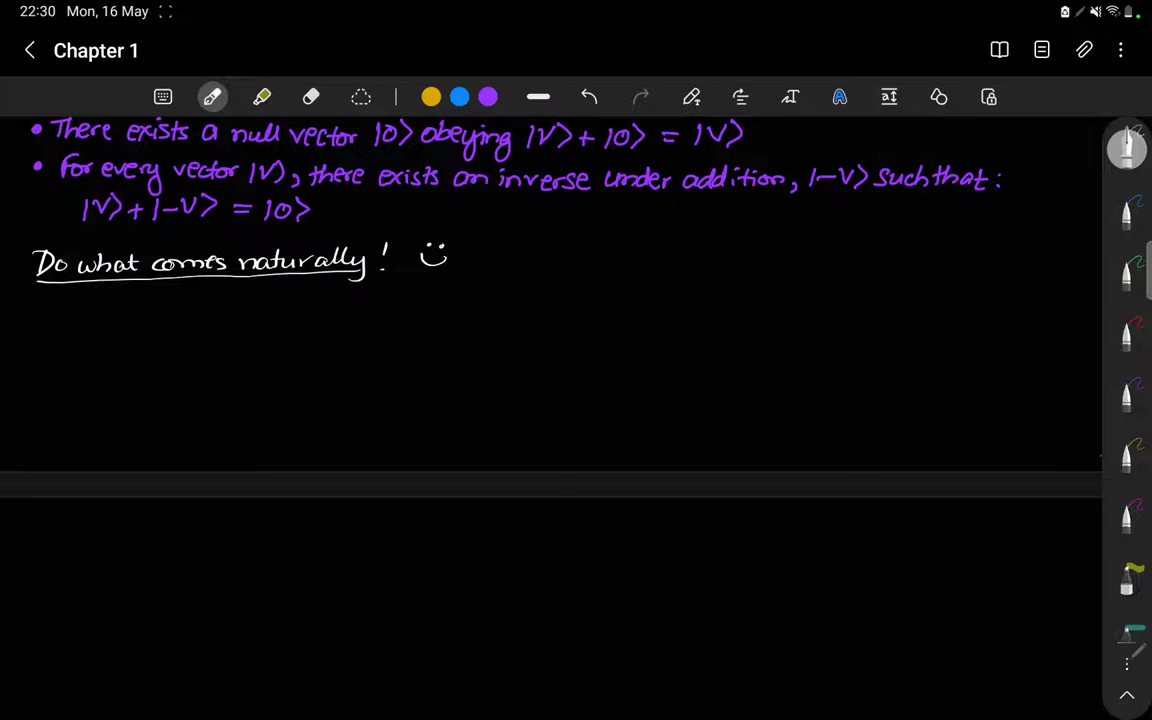 22:30 Mon, 16 May
Chapter 1
• There exists a null vector |0⟩ obeying |V⟩ + |0⟩ = |V⟩
• For every vector |V⟩, there exists an inverse under addition, |-V⟩ such that:
|V⟩ + |-V⟩ = |0⟩
Do what comes naturally! ☺